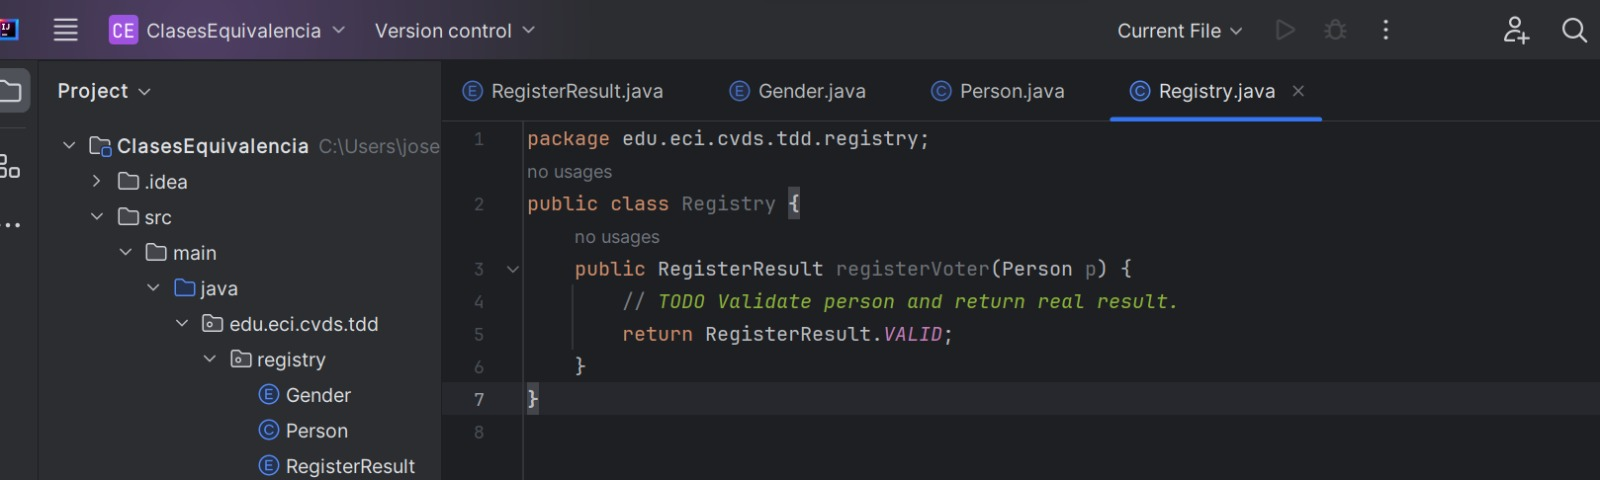 IJ
CE ClasesEquivalencia Version control Current File
Project
RegisterResult.java Gender.java Person.java Registry.java
ClasesEquivalencia C:\Users\jose
.idea
src
main
java
edu.eci.cvds.tdd
registry
E Gender
C Person
E RegisterResult
1 package edu.eci.cvds.tdd.registry;
no usages
2 public class Registry {
no usages
3 public RegisterResult registerVoter(Person p) {
4 // TODO Validate person and return real result.
5 return RegisterResult.VALID;
6 }
7 }
8